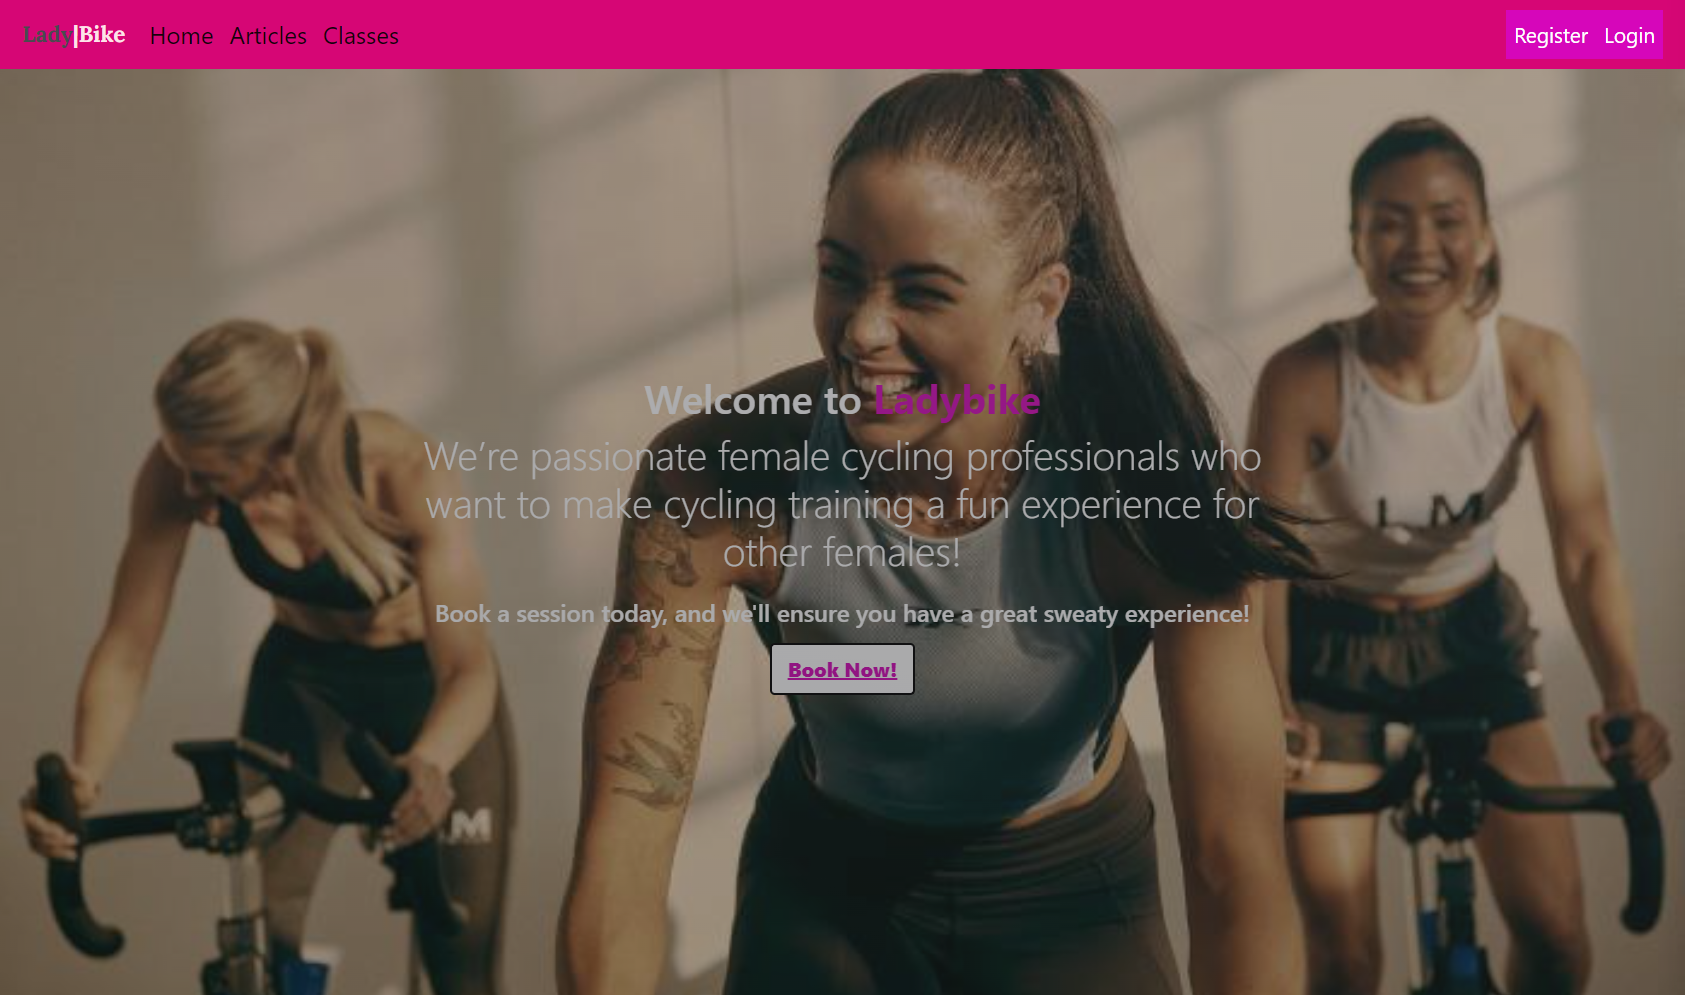 Lady|Bike Home Articles Classes Register Login
Welcome to Ladybike
We’re passionate female cycling professionals who
want to make cycling training a fun experience for
other females!
Book a session today, and we'll ensure you have a great sweaty experience!
Book Now!
LM
M